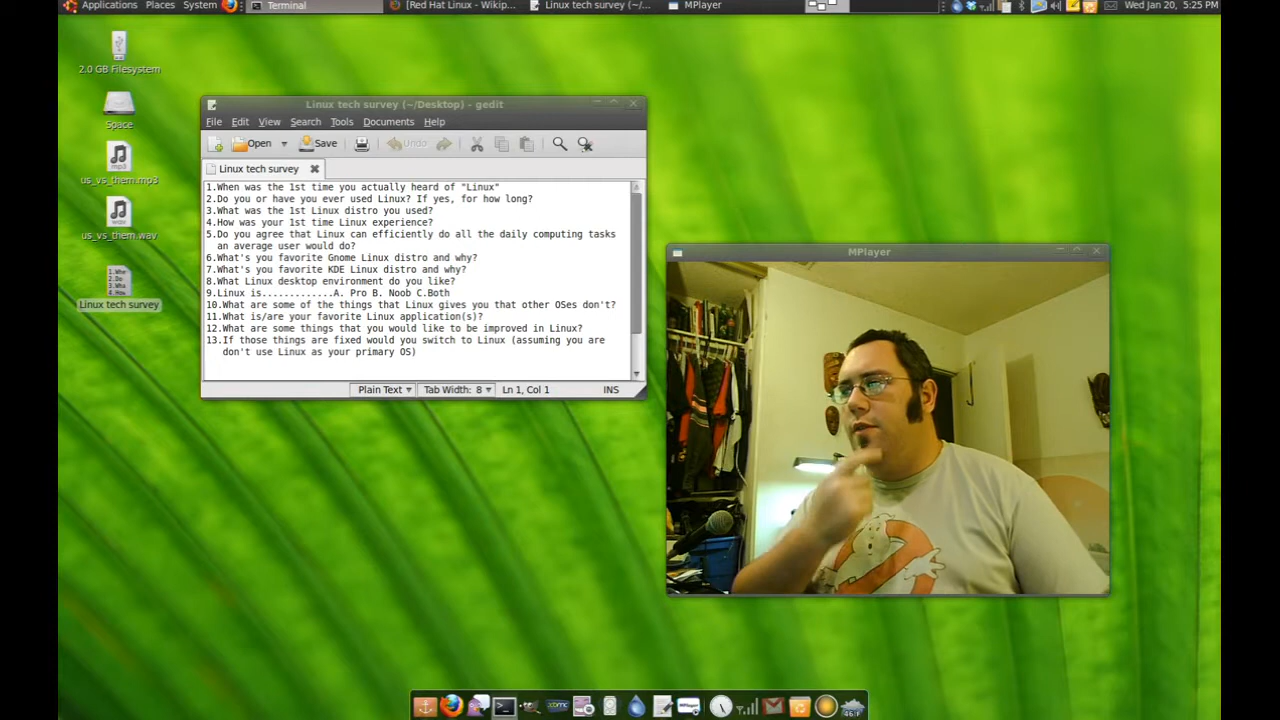 Applications Places System Terminal [Red Hat Linux - Wikip... Linux tech survey (~/... MPlayer Wed Jan 20, 5:25 PM
2.0 GB Filesystem
Space
us_vs_them.mp3
us_vs_them.wav
Linux tech survey
Linux tech survey (~/Desktop) - gedit
File Edit View Search Tools Documents Help
Open Save Undo
Linux tech survey
1.When was the 1st time you actually heard of "Linux"
2.Do you or have you ever used Linux? If yes, for how long?
3.What was the 1st Linux distro you used?
4.How was your 1st time Linux experience?
5.Do you agree that Linux can efficiently do all the daily computing tasks
an average user would do?
6.What's you favorite Gnome Linux distro and why?
7.What's you favorite KDE Linux distro and why?
8.What Linux desktop environment do you like?
9.Linux is.............A. Pro B. Noob C.Both
10.What are some of the things that Linux gives you that other OSes don't?
11.What is/are your favorite Linux application(s)?
12.What are some things that you would like to be improved in Linux?
13.If those things are fixed would you switch to Linux (assuming you are
don't use Linux as your primary OS)
Plain Text Tab Width: 8 Ln 1, Col 1 INS
MPlayer
46°F